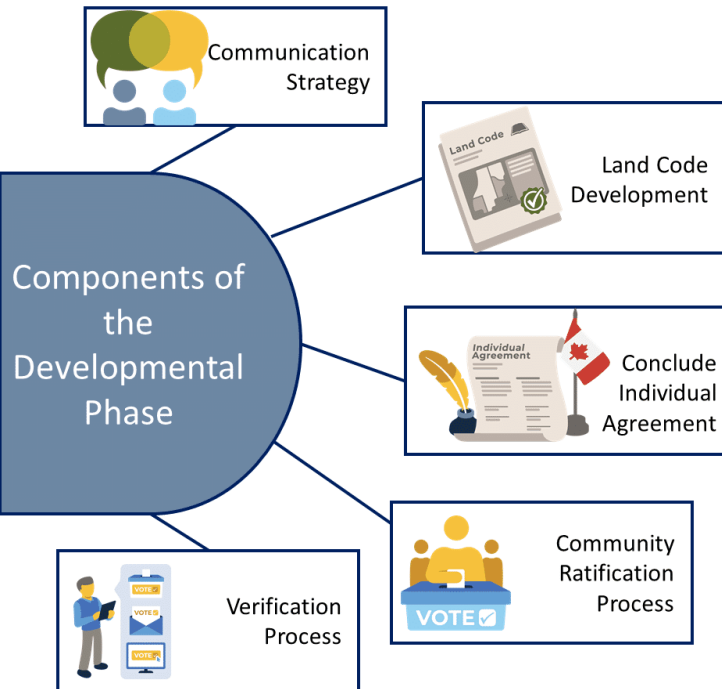 Communication
Strategy
Land Code
Land Code
Development
Components of
the
Developmental
Phase
Individual
Agreement
Conclude
Individual
Agreement
Community
Ratification
Process
VOTE
Verification
Process
VOTE
VOTE
VOTE